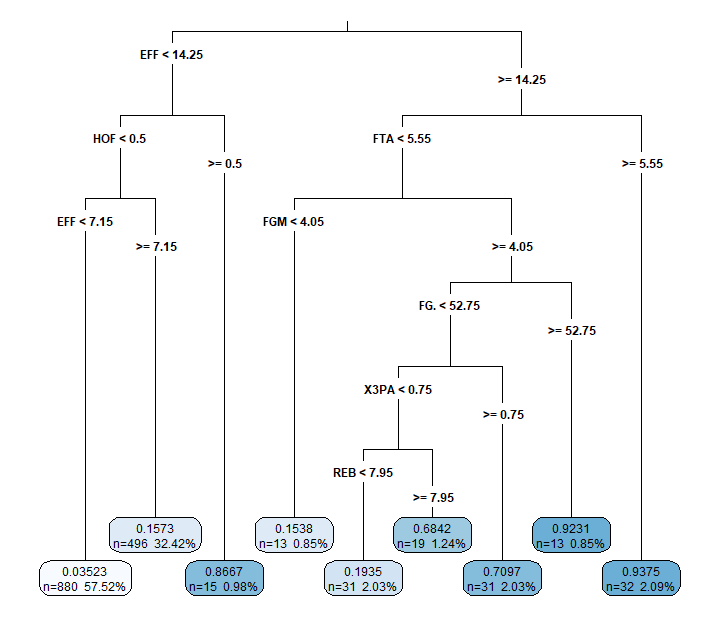 EFF < 14.25
>= 14.25
HOF < 0.5
>= 0.5
FTA < 5.55
>= 5.55
EFF < 7.15
>= 7.15
FGM < 4.05
>= 4.05
FG. < 52.75
>= 52.75
X3PA < 0.75
>= 0.75
REB < 7.95
>= 7.95
0.1573
n=496 32.42%
0.1538
n=13 0.85%
0.6842
n=19 1.24%
0.9231
n=13 0.85%
0.03523
n=880 57.52%
0.8667
n=15 0.98%
0.1935
n=31 2.03%
0.7097
n=31 2.03%
0.9375
n=32 2.09%